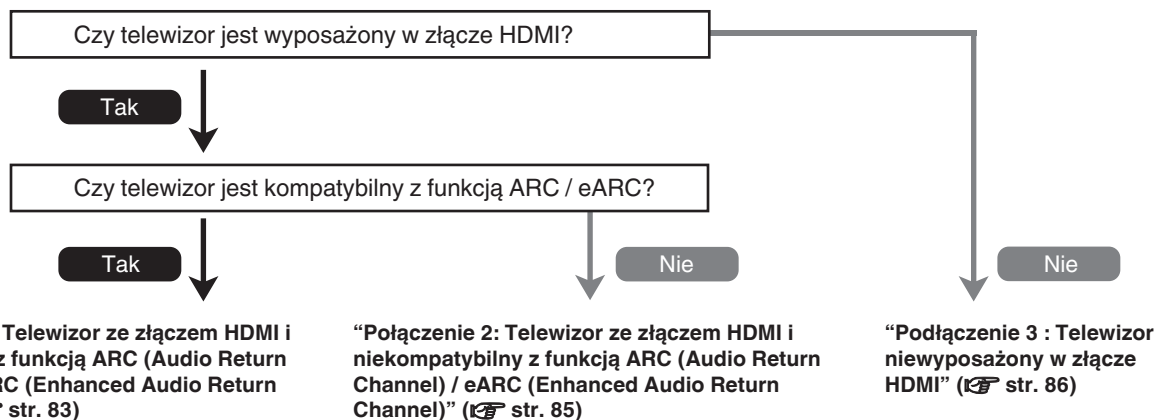 Czy telewizor jest wyposażony w złącze HDMI?
Tak
Czy telewizor jest kompatybilny z funkcją ARC / eARC?
Tak
Nie
Nie
Telewizor ze złączem HDMI i
z funkcją ARC (Audio Return
RC (Enhanced Audio Return
str. 83)
“Połączenie 2: Telewizor ze złączem HDMI i
niekompatybilny z funkcją ARC (Audio Return
Channel) / eARC (Enhanced Audio Return
Channel)” (☞ str. 85)
“Podłączenie 3 : Telewizor
niewyposażony w złącze
HDMI” (☞ str. 86)